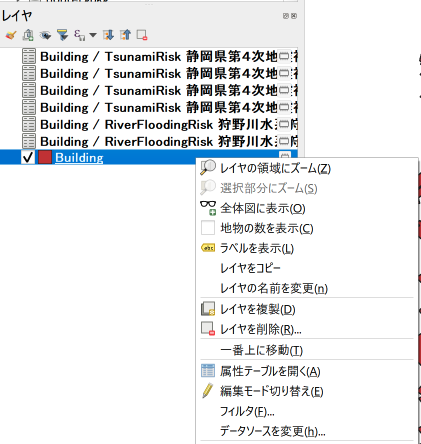 レイヤ
Building / TsunamiRisk 静岡県第4次地
Building / TsunamiRisk 静岡県第4次地
Building / TsunamiRisk 静岡県第4次地
Building / TsunamiRisk 静岡県第4次地
Building / RiverFloodingRisk 狩野川水
Building / RiverFloodingRisk 狩野川水
Building
レイヤの領域にズーム(Z)
選択部分にズーム(S)
全体図に表示(O)
地物の数を表示(C)
abc ラベルを表示(L)
レイヤをコピー
レイヤの名前を変更(n)
レイヤを複製(D)
レイヤを削除(R)...
一番上に移動(T)
属性テーブルを開く(A)
編集モード切り替え(E)
フィルタ(F)...
データソースを変更(h)...